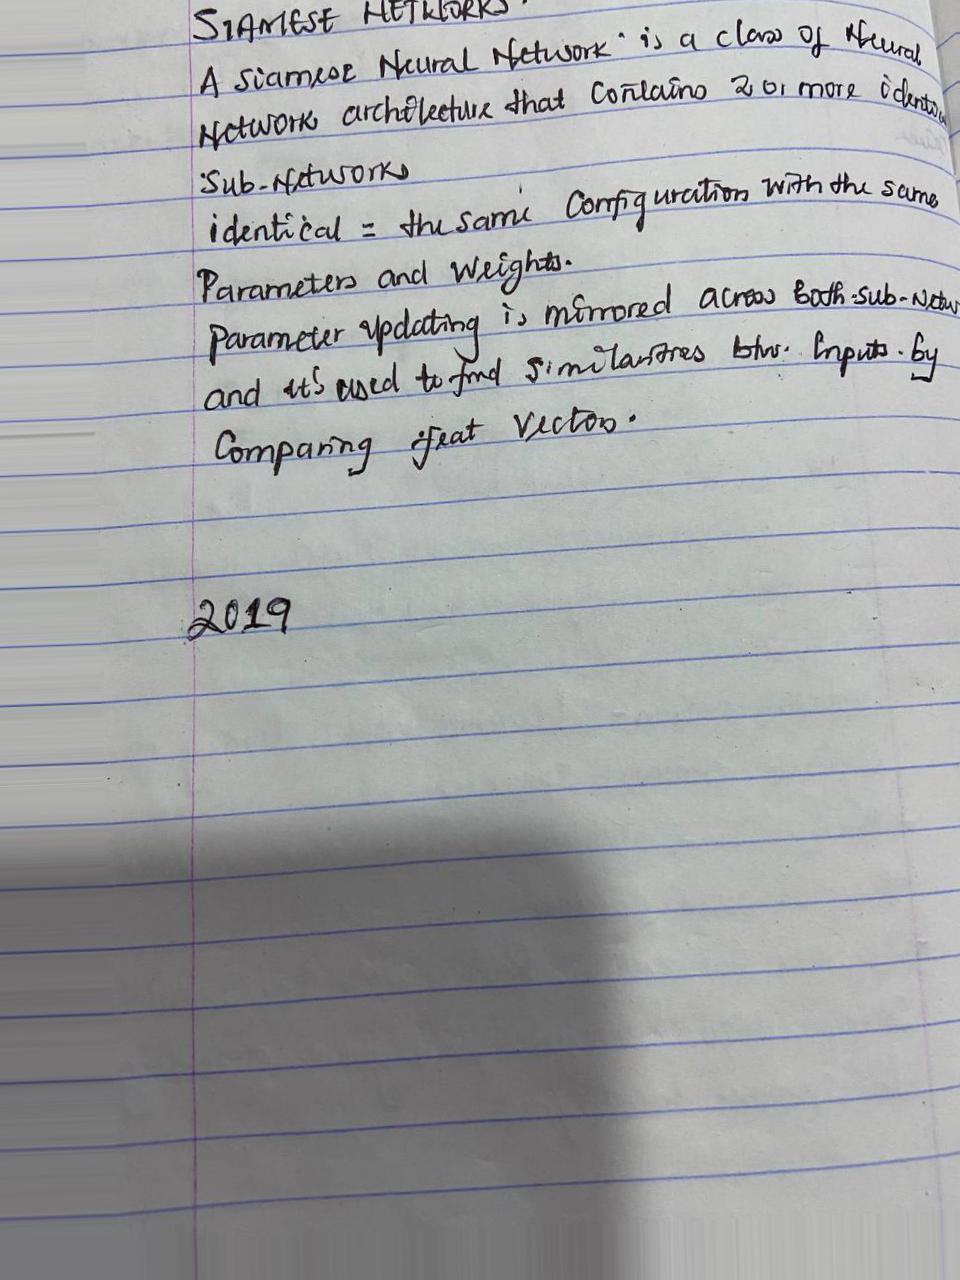 SIAMESE NETWORKS.
A siamese Neural Network is a class of Neural
Network architecture that contains 2 or more identi
Sub-Networks
identical = the same Configuration with the same
Parameters and Weights.
Parameter updating is mirrored across both sub-Netw
and it's used to find similarities btw. Inputs. by
Comparing feat Vectors.
2019